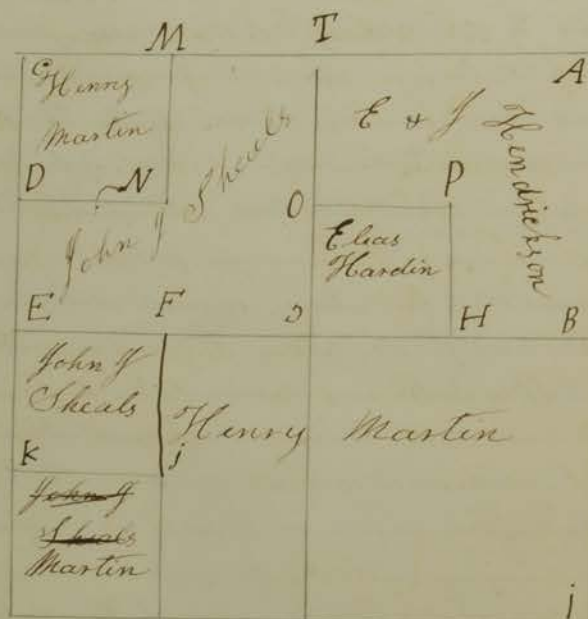 M T
G A
Henry
Martin
E & J Hendrickson
D N
John J Sheals
O P
Elias
Hardin
E F O H B
John J
Sheals
Henry Martin
K j
John J
Sheals
Martin
j